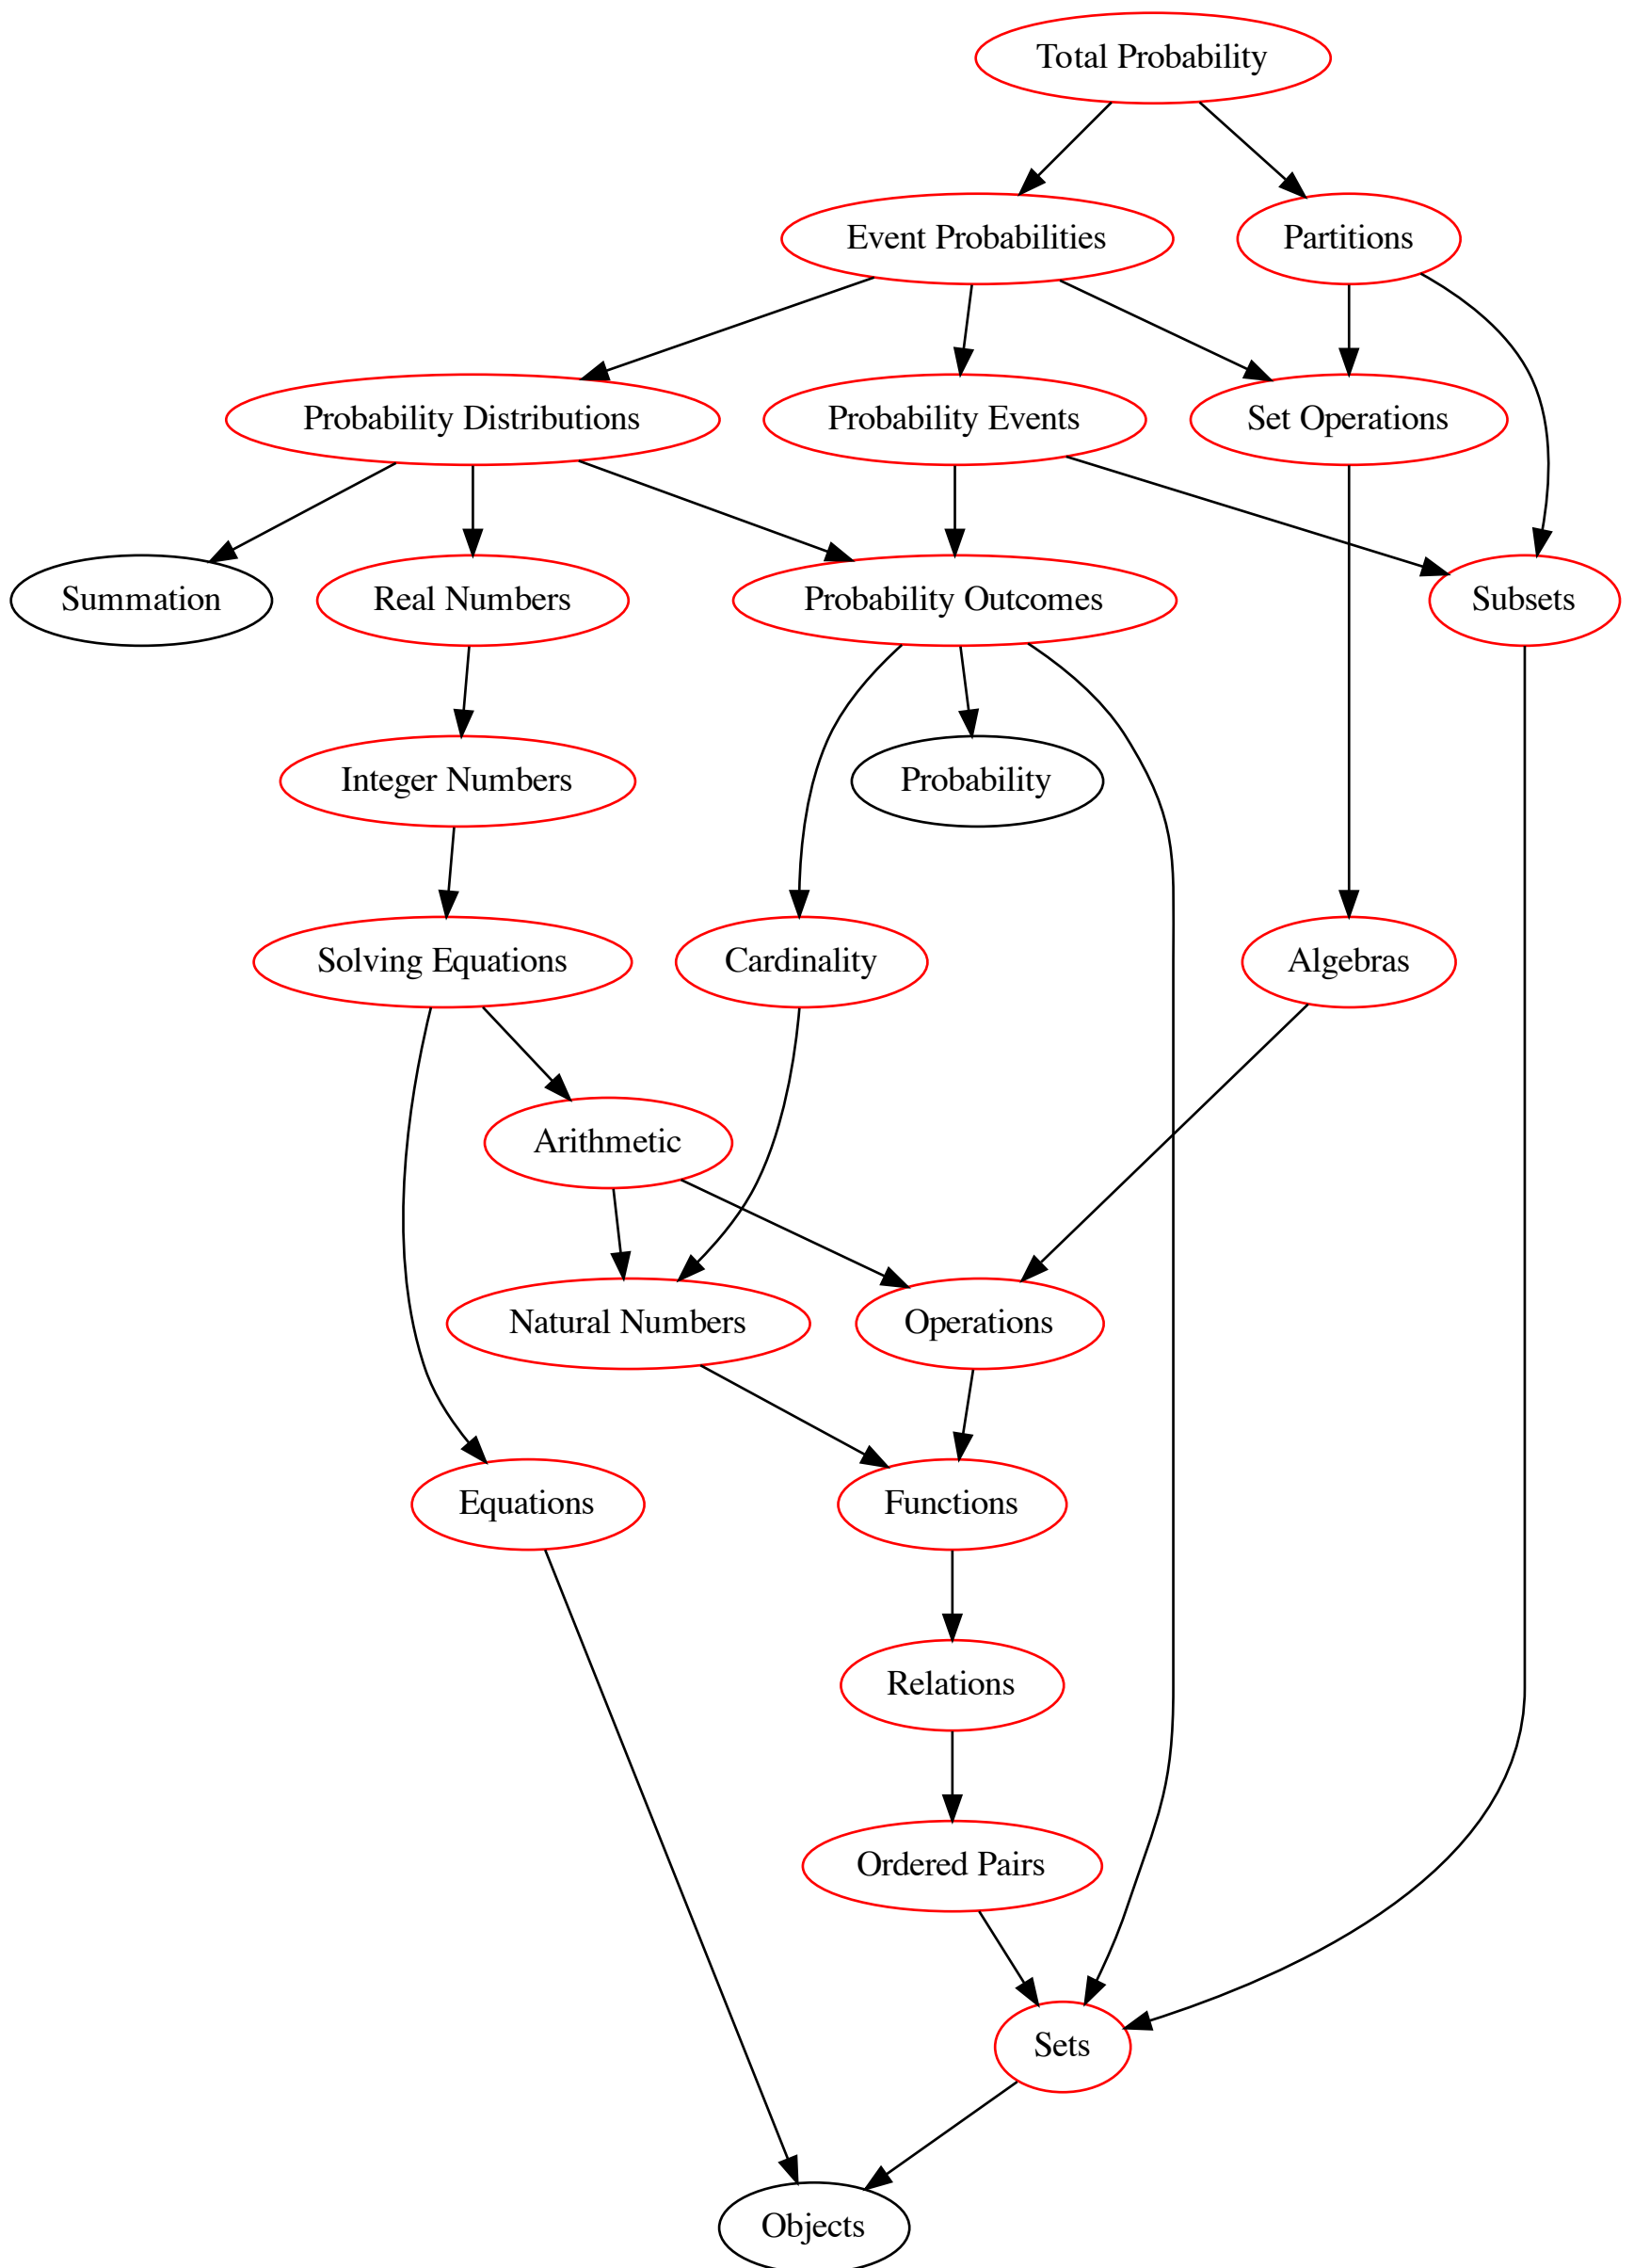 Total Probability
Event Probabilities
Partitions
Probability Distributions
Probability Events
Set Operations
Summation
Real Numbers
Probability Outcomes
Subsets
Integer Numbers
Probability
Solving Equations
Cardinality
Algebras
Arithmetic
Natural Numbers
Operations
Equations
Functions
Relations
Ordered Pairs
Sets
Objects